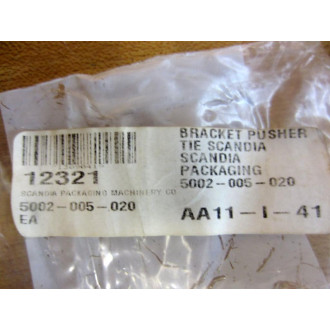 12321
SCANDIA PACKAGING MACHINERY CO
5002-005-020
EA
BRACKET PUSHER
TIE SCANDIA
SCANDIA
PACKAGING
5002-005-020
AA11-I-41